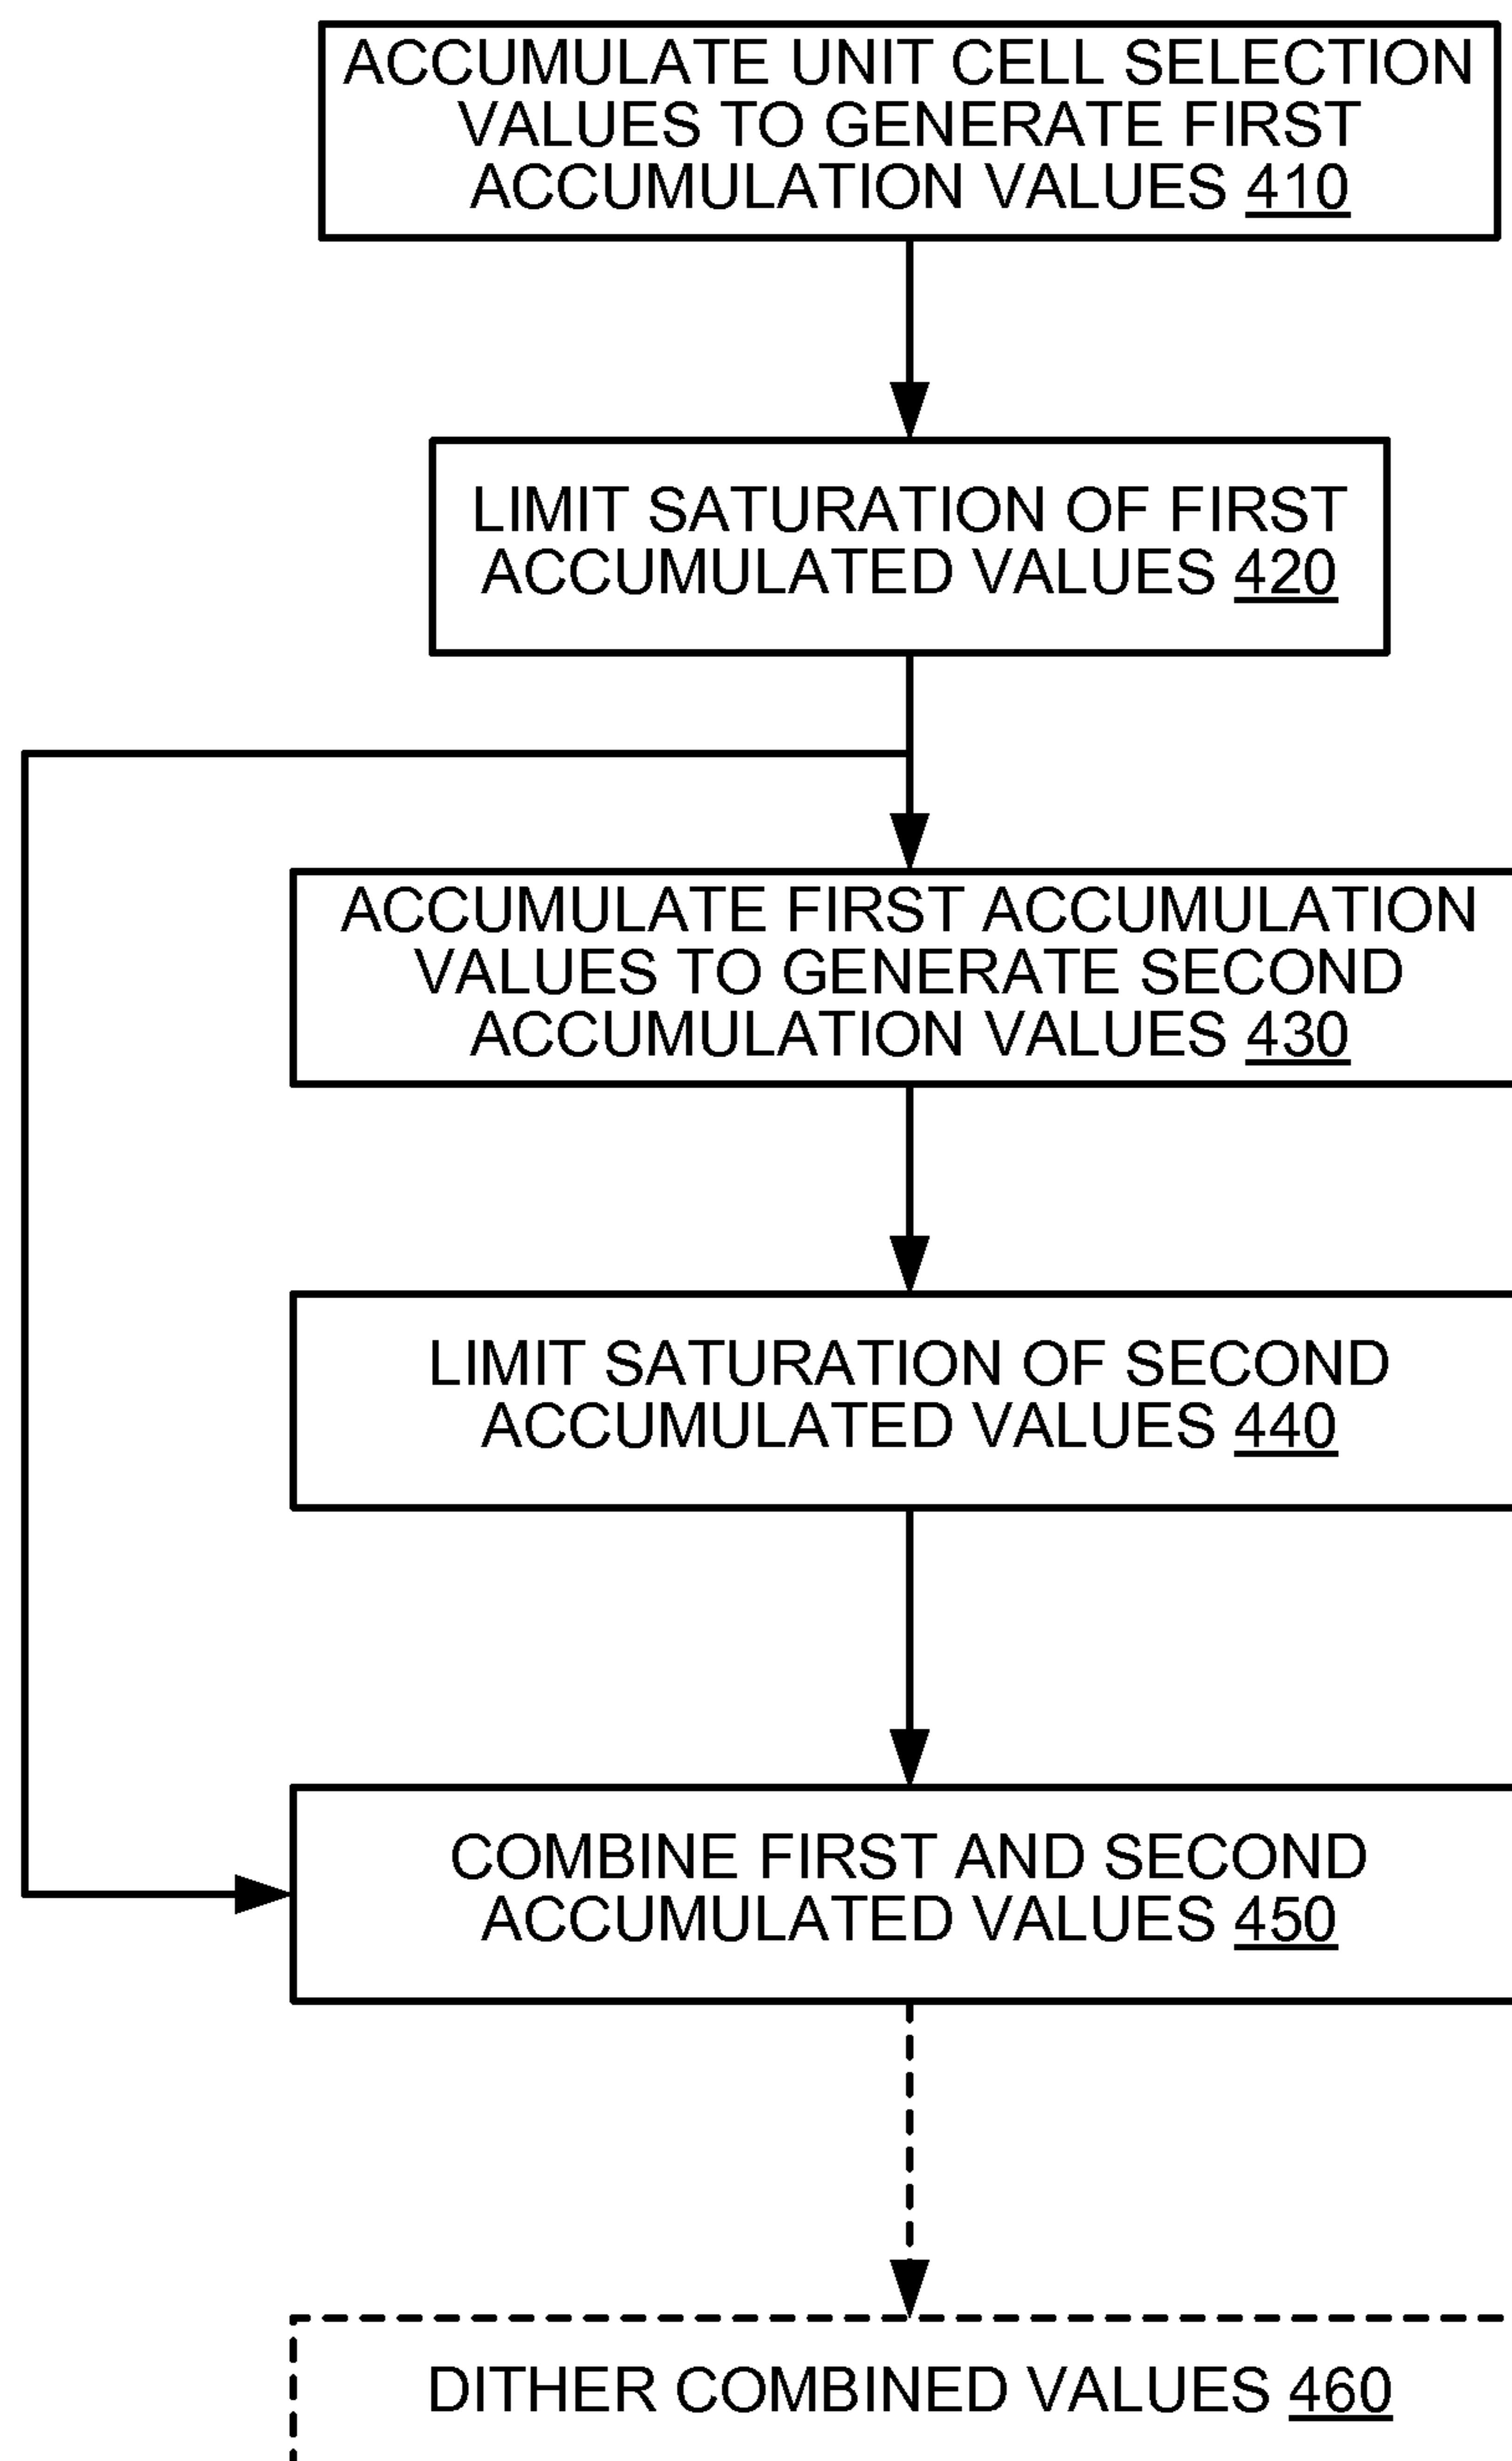 ACCUMULATE UNIT CELL SELECTION
VALUES TO GENERATE FIRST
ACCUMULATION VALUES 410
LIMIT SATURATION OF FIRST
ACCUMULATED VALUES 420
ACCUMULATE FIRST ACCUMULATION
VALUES TO GENERATE SECOND
ACCUMULATION VALUES 430
LIMIT SATURATION OF SECOND
ACCUMULATED VALUES 440
COMBINE FIRST AND SECOND
ACCUMULATED VALUES 450
DITHER COMBINED VALUES 460